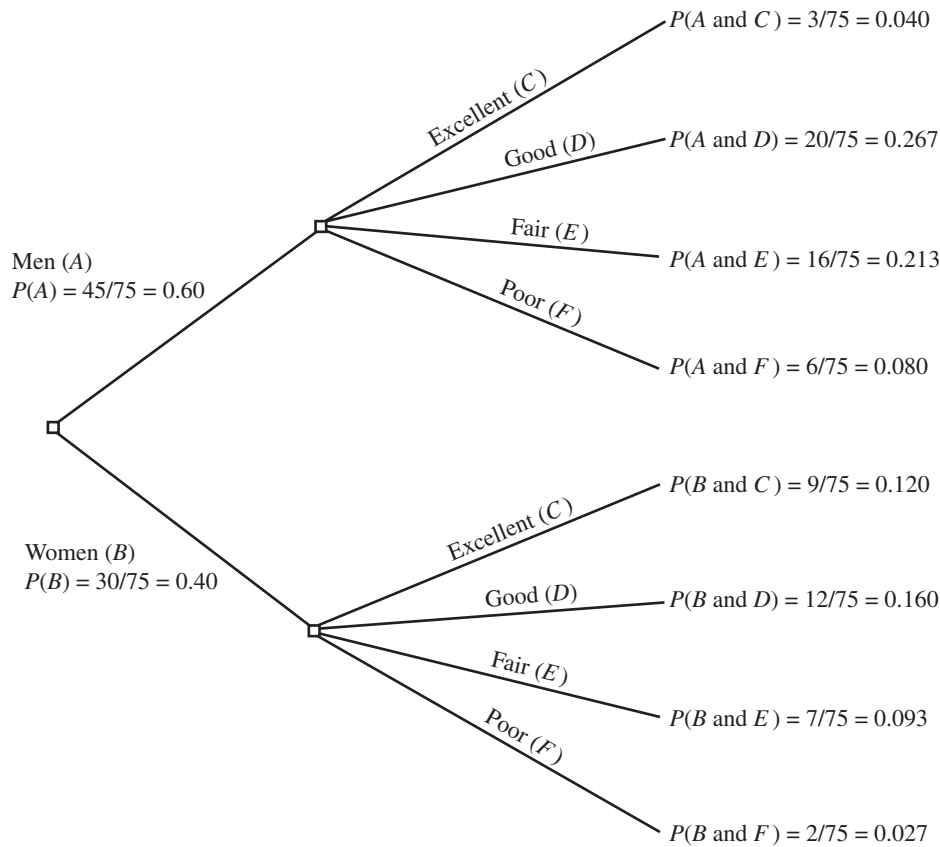 P(A and C) = 3/75 = 0.040
Excellent (C)
Good (D)
P(A and D) = 20/75 = 0.267
Fair (E)
P(A and E) = 16/75 = 0.213
Men (A)
P(A) = 45/75 = 0.60
Poor (F)
P(A and F) = 6/75 = 0.080
P(B and C) = 9/75 = 0.120
Excellent (C)
Women (B)
P(B) = 30/75 = 0.40
Good (D)
P(B and D) = 12/75 = 0.160
Fair (E)
P(B and E) = 7/75 = 0.093
Poor (F)
P(B and F) = 2/75 = 0.027